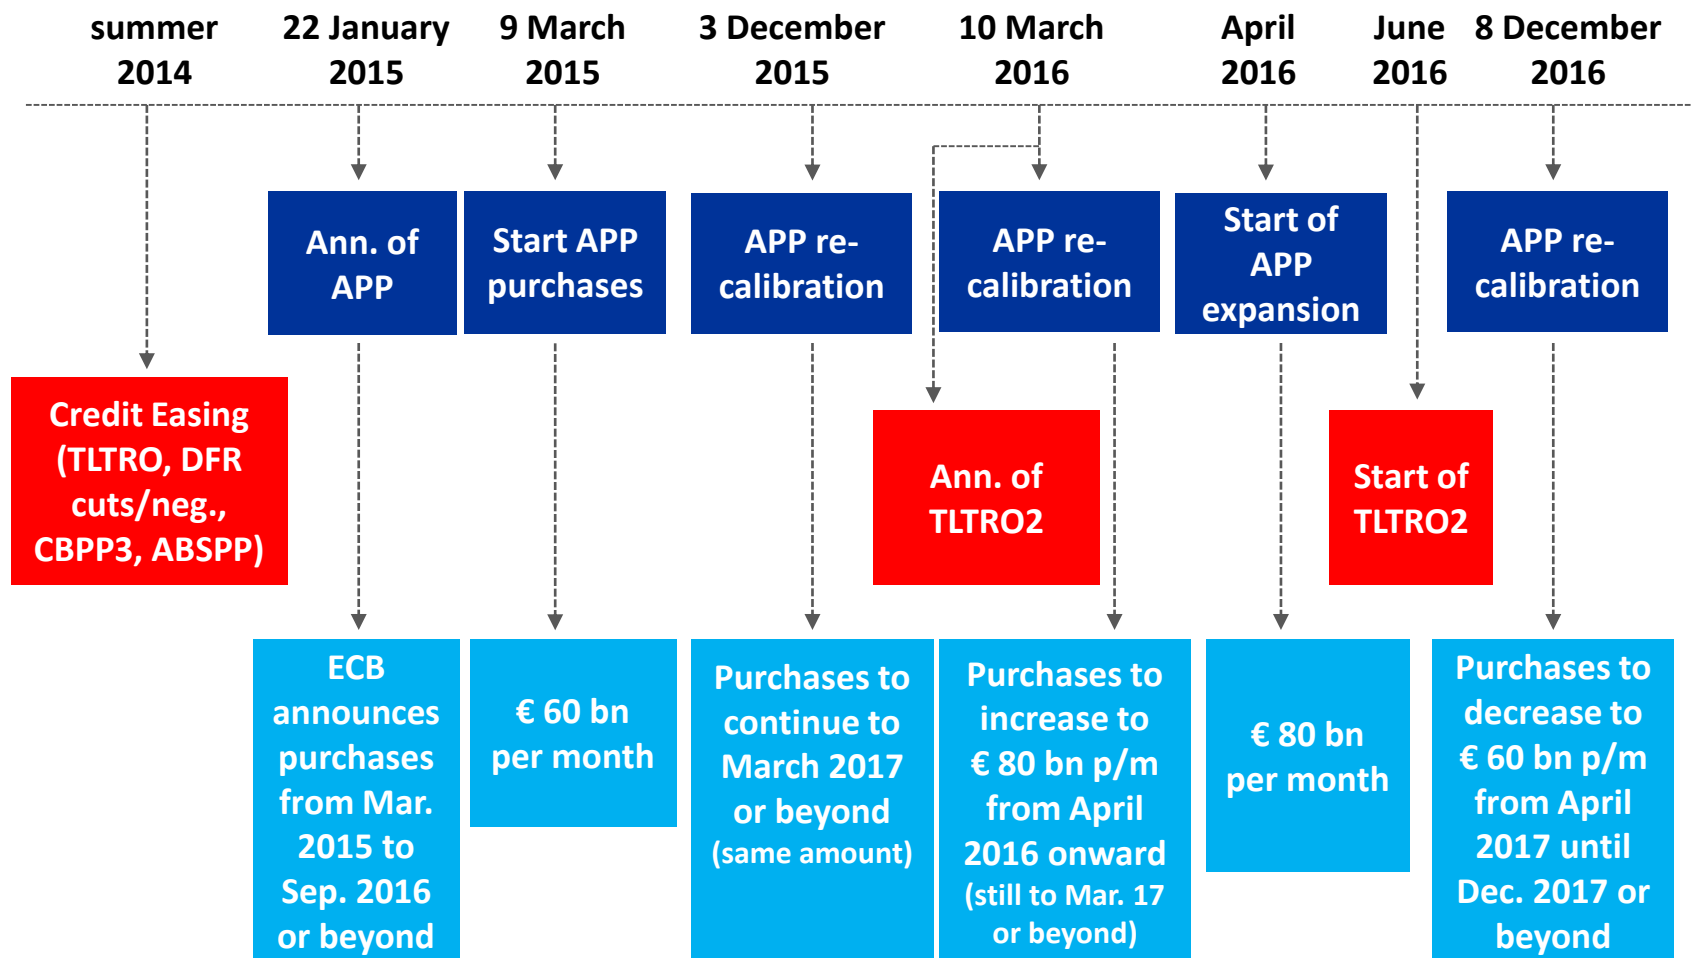 summer
2014
22 January
2015
9 March
2015
3 December
2015
10 March
2016
April
2016
June
2016
8 December
2016
Ann. of
APP
Start APP
purchases
APP re-
calibration
APP re-
calibration
Start of
APP
expansion
APP re-
calibration
Credit Easing
(TLTRO, DFR
cuts/neg.,
CBPP3, ABSPP)
Ann. of
TLTRO2
Start of
TLTRO2
ECB
announces
purchases
from Mar.
2015 to
Sep. 2016
or beyond
€ 60 bn
per month
Purchases to
continue to
March 2017
or beyond
(same amount)
Purchases to
increase to
€ 80 bn p/m
from April
2016 onward
(still to Mar. 17
or beyond)
€ 80 bn
per month
Purchases to
decrease to
€ 60 bn p/m
from April
2017 until
Dec. 2017 or
beyond